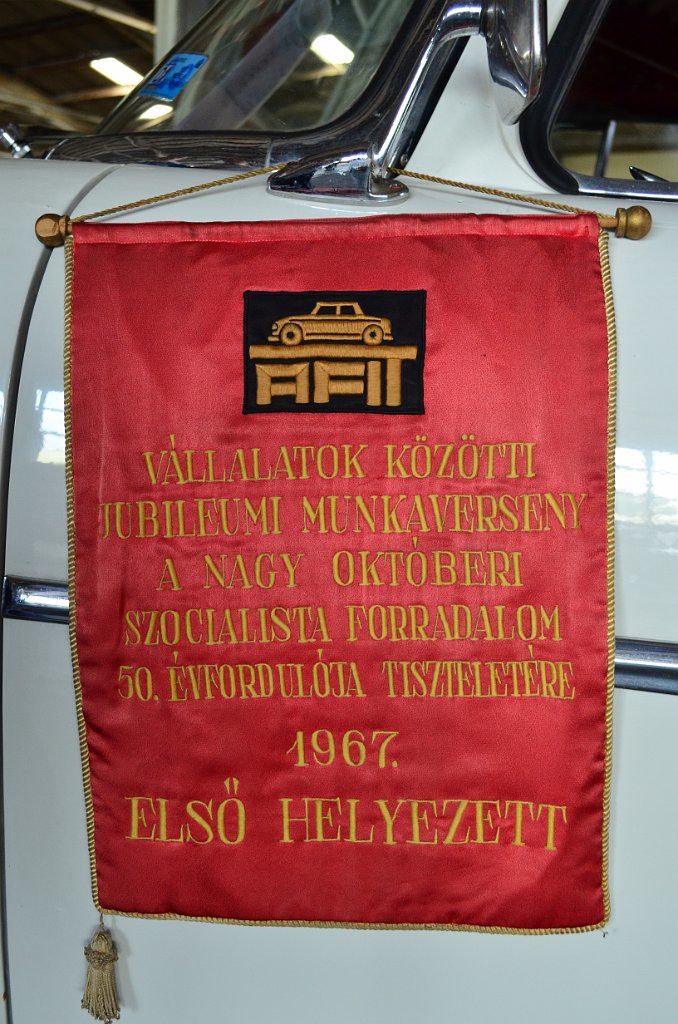 AFIT
VÁLLALATOK KÖZÖTTI
JUBILEUMI MUNKAVERSENY
A NAGY OKTÓBERI
SZOCIALISTA FORRADALOM
50. ÉVFORDULÓJA TISZTELETÉRE
1967.
ELSŐ HELYEZETT